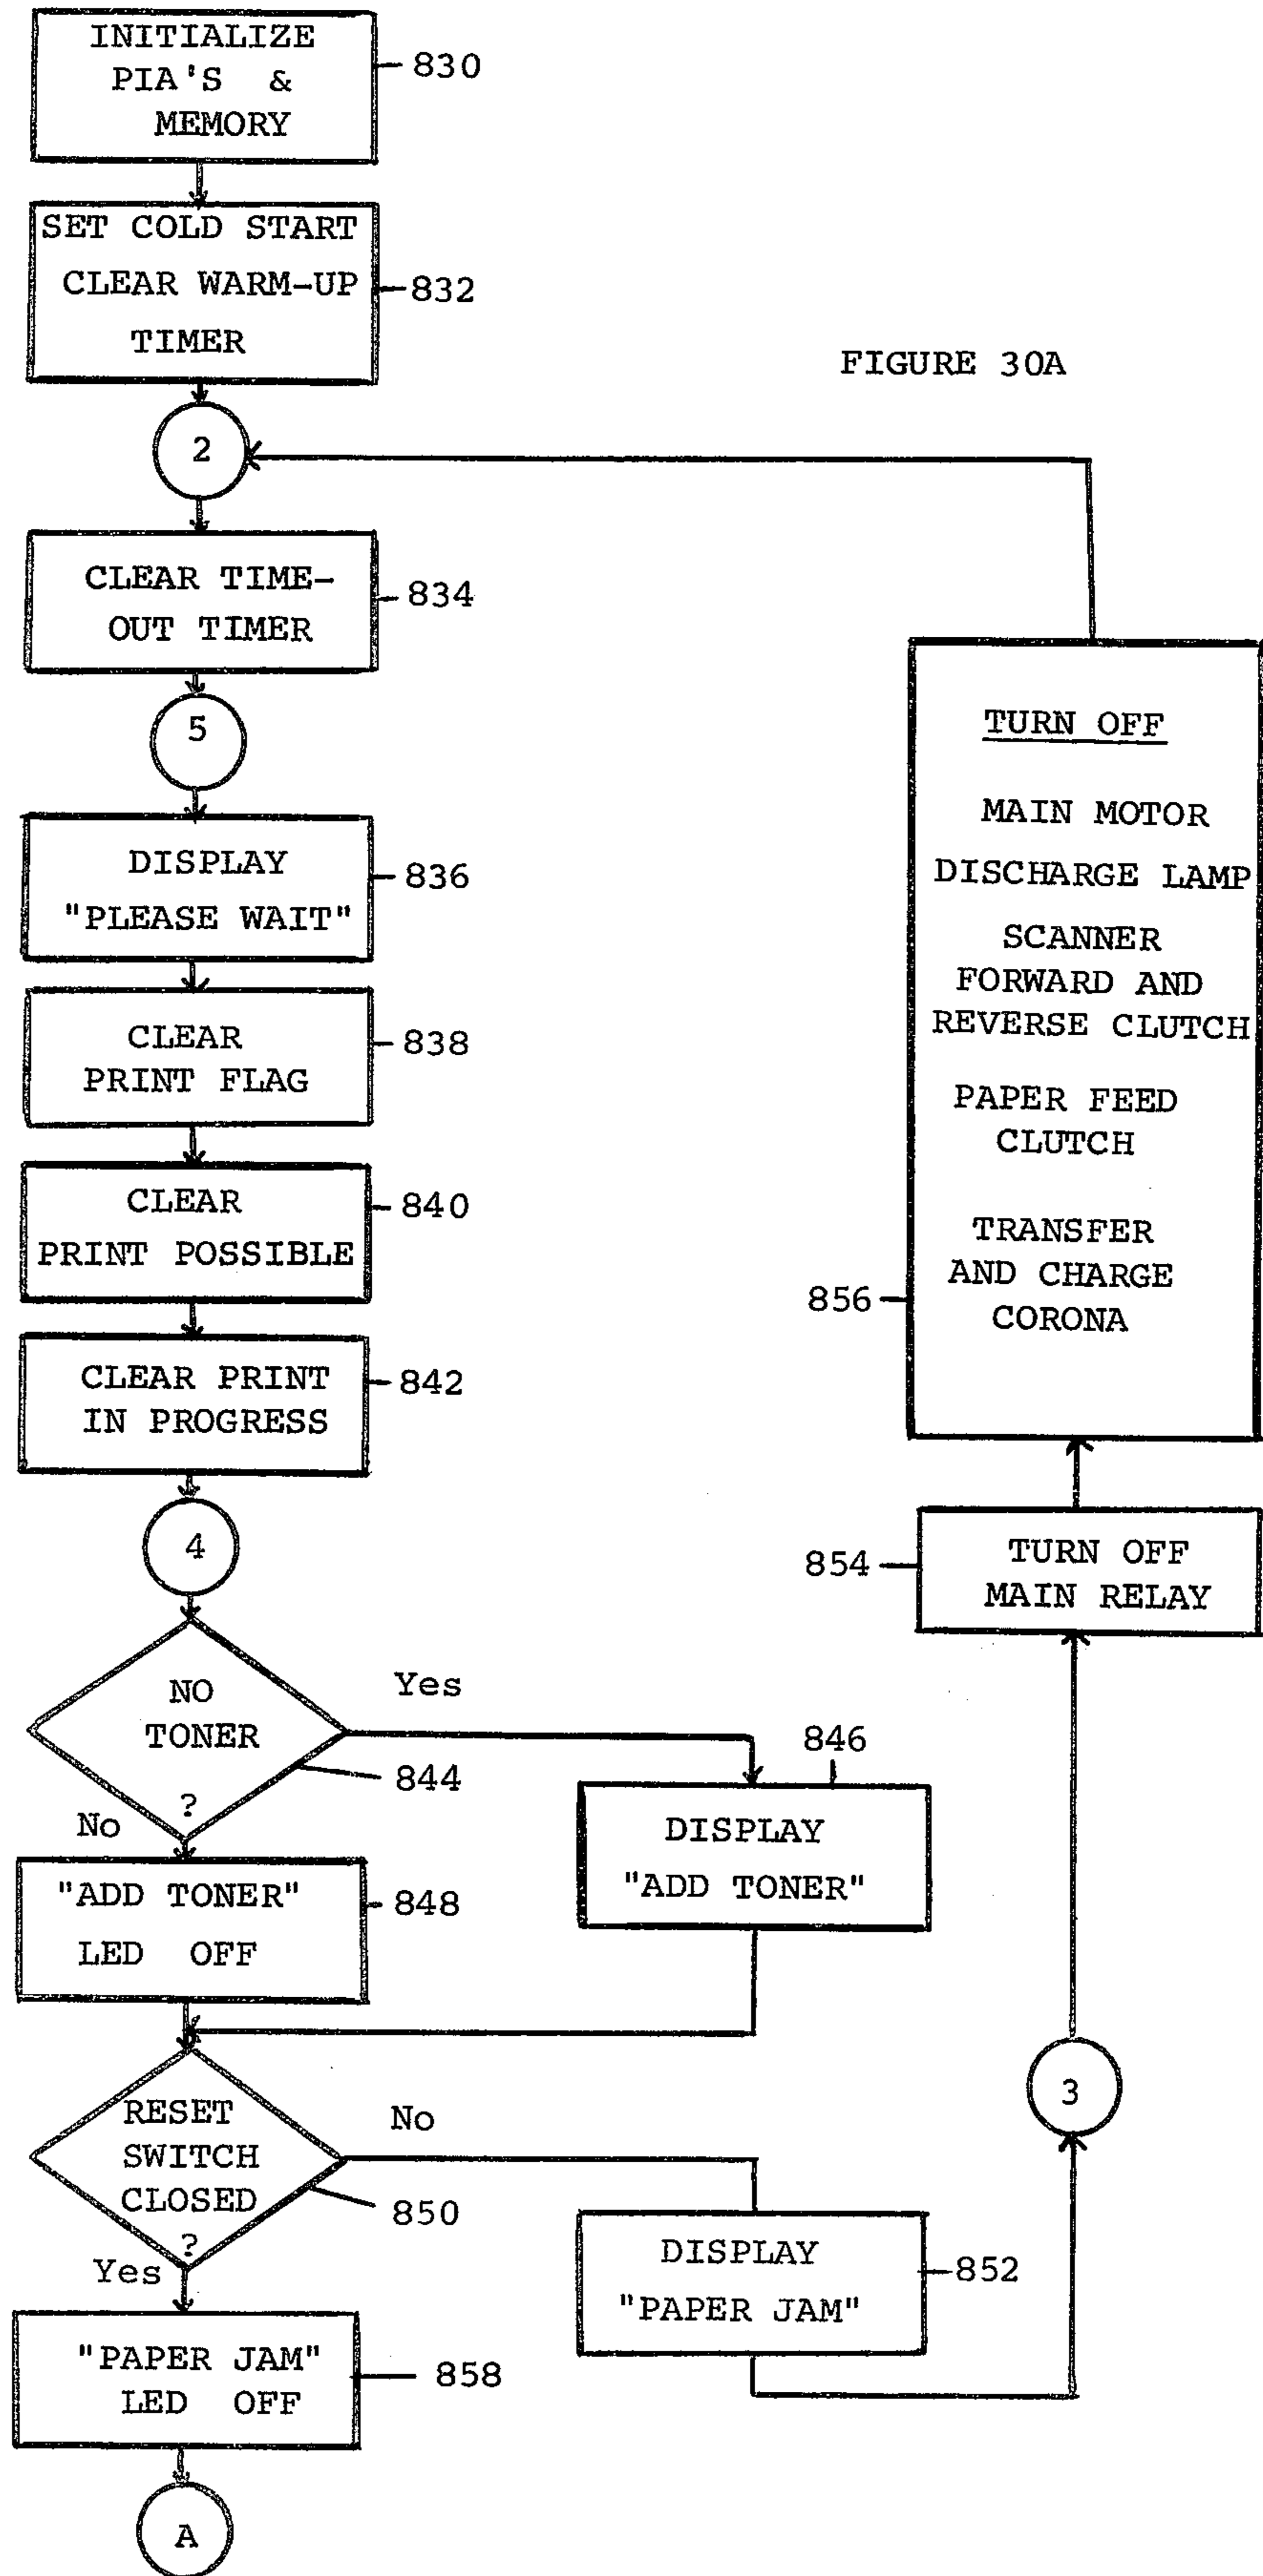 INITIALIZE
PIA'S &
MEMORY
830
SET COLD START
CLEAR WARM-UP
TIMER
832
FIGURE 30A
2
CLEAR TIME-
OUT TIMER
834
5
DISPLAY
"PLEASE WAIT"
836
CLEAR
PRINT FLAG
838
CLEAR
PRINT POSSIBLE
840
CLEAR PRINT
IN PROGRESS
842
4
NO
TONER
?
844
Yes
No
DISPLAY
"ADD TONER"
846
"ADD TONER"
LED OFF
848
RESET
SWITCH
CLOSED
?
850
No
Yes
DISPLAY
"PAPER JAM"
852
"PAPER JAM"
LED OFF
858
A
3
TURN OFF
MAIN RELAY
854
TURN OFF
MAIN MOTOR
DISCHARGE LAMP
SCANNER
FORWARD AND
REVERSE CLUTCH
PAPER FEED
CLUTCH
TRANSFER
AND CHARGE
CORONA
856